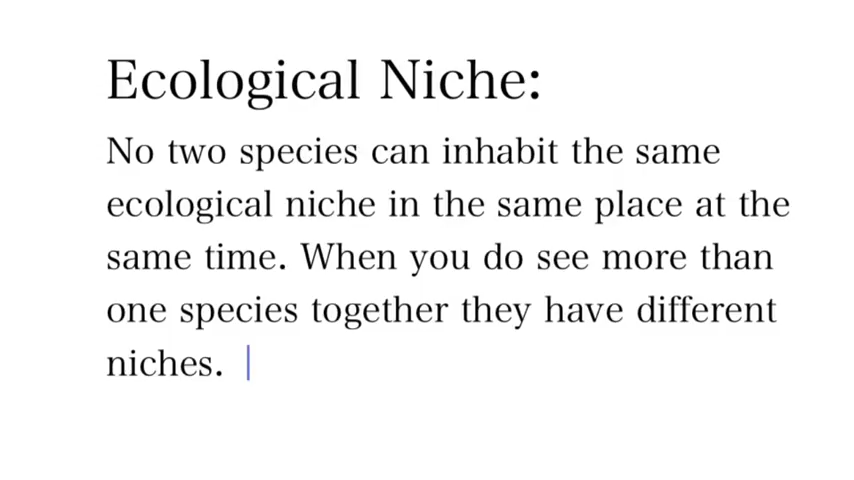 Ecological Niche:
No two species can inhabit the same
ecological niche in the same place at the
same time. When you do see more than
one species together they have different
niches.